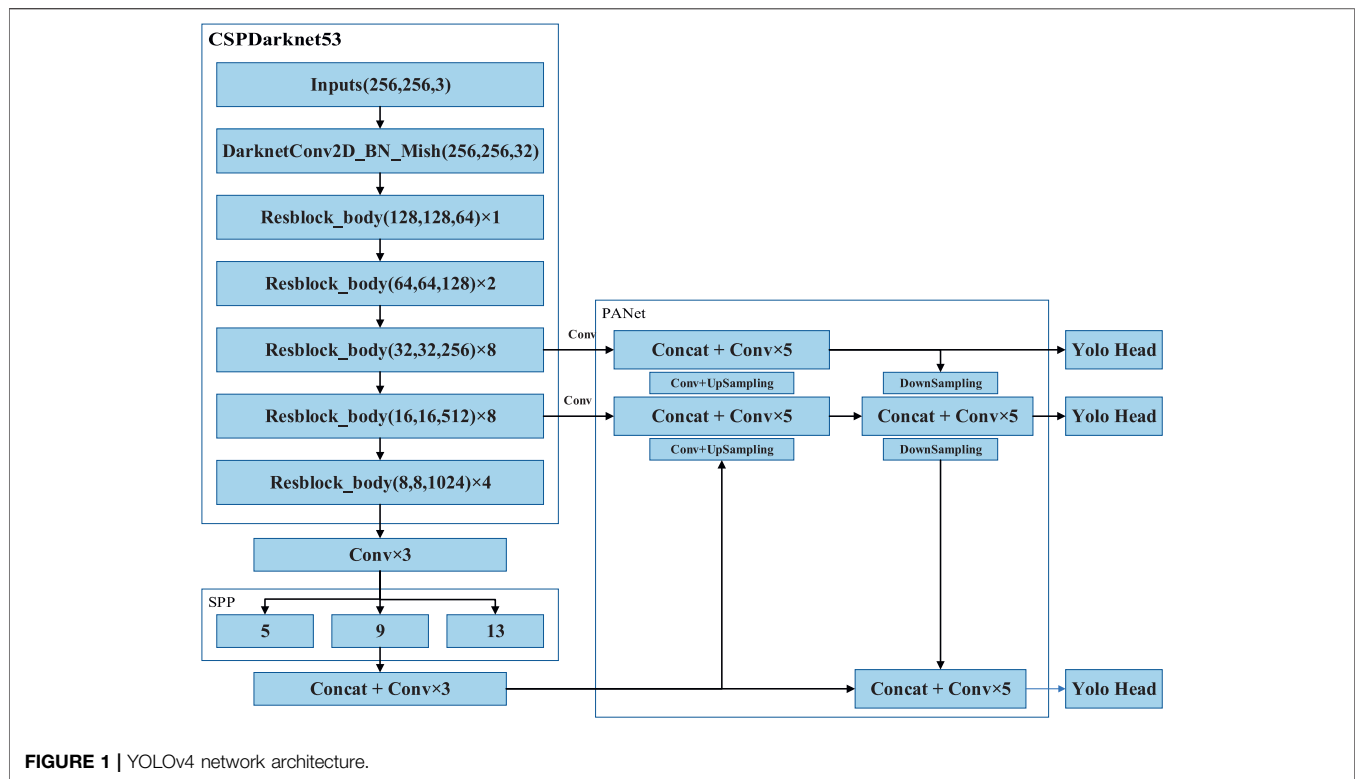 CSPDarknet53
Inputs(256,256,3)
DarknetConv2D_BN_Mish(256,256,32)
Resblock_body(128,128,64)×1
Resblock_body(64,64,128)×2
Resblock_body(32,32,256)×8
Resblock_body(16,16,512)×8
Resblock_body(8,8,1024)×4
Conv×3
SPP
5
9
13
Concat + Conv×3
Conv
Conv
PANet
Concat + Conv×5
Conv+UpSampling
Concat + Conv×5
Conv+UpSampling
DownSampling
Concat + Conv×5
DownSampling
Concat + Conv×5
Yolo Head
Yolo Head
Yolo Head
FIGURE 1 | YOLOv4 network architecture.